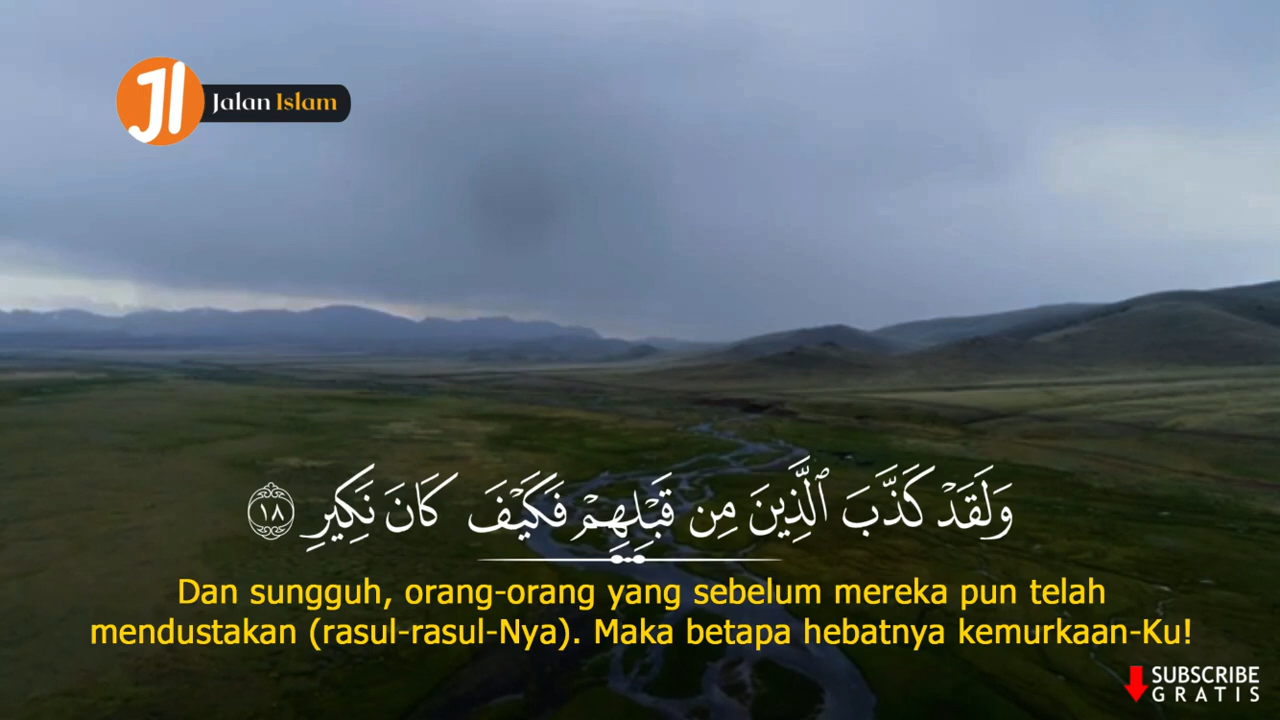 JI Jalan Islam
وَلَقَدْ كَذَّبَ ٱلَّذِينَ مِن قَبْلِهِمْ فَكَيْفَ كَانَ نَكِيرِ ١٨
Dan sungguh, orang-orang yang sebelum mereka pun telah
mendustakan (rasul-rasul-Nya). Maka betapa hebatnya kemurkaan-Ku!
SUBSCRIBE
GRATIS